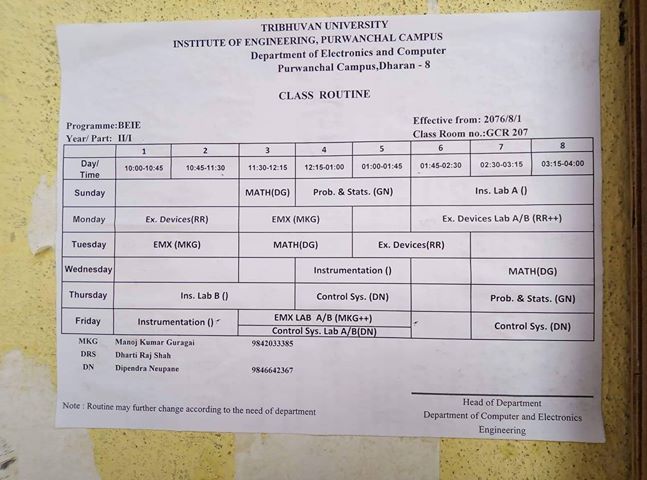 TRIBHUVAN UNIVERSITY
INSTITUTE OF ENGINEERING, PURWANCHAL CAMPUS
Department of Electronics and Computer
Purwanchal Campus,Dharan - 8
CLASS ROUTINE
Programme:BEIE Effective from: 2076/8/1
Year/ Part: II/I Class Room no.:GCR 207
1 2 3 4 5 6 7 8
Day/ Time 10:00-10:45 10:45-11:30 11:30-12:15 12:15-01:00 01:00-01:45 01:45-02:30 02:30-03:15 03:15-04:00
Sunday MATH(DG) Prob. & Stats. (GN) Ins. Lab A ()
Monday Ex. Devices(RR) EMX (MKG) Ex. Devices Lab A/B (RR++)
Tuesday EMX (MKG) MATH(DG) Ex. Devices(RR)
Wednesday Instrumentation () MATH(DG)
Thursday Ins. Lab B () Control Sys. (DN) Prob. & Stats. (GN)
Friday Instrumentation () EMX LAB A/B (MKG++) Control Sys. (DN)
Control Sys. Lab A/B(DN)
MKG Manoj Kumar Guragai 9842033385
DRS Dharti Raj Shah
DN Dipendra Neupane 9846642367
Note : Routine may further change according to the need of department
Head of Department
Department of Computer and Electronics
Engineering